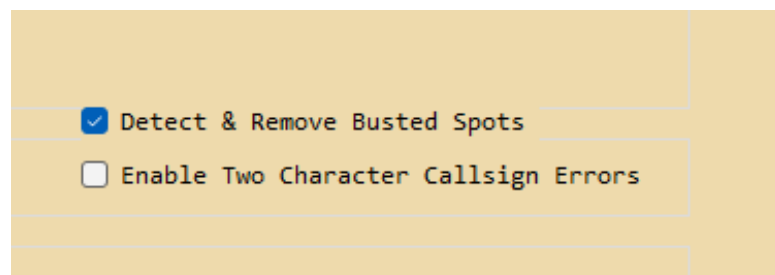 Detect & Remove Busted Spots
Enable Two Character Callsign Errors